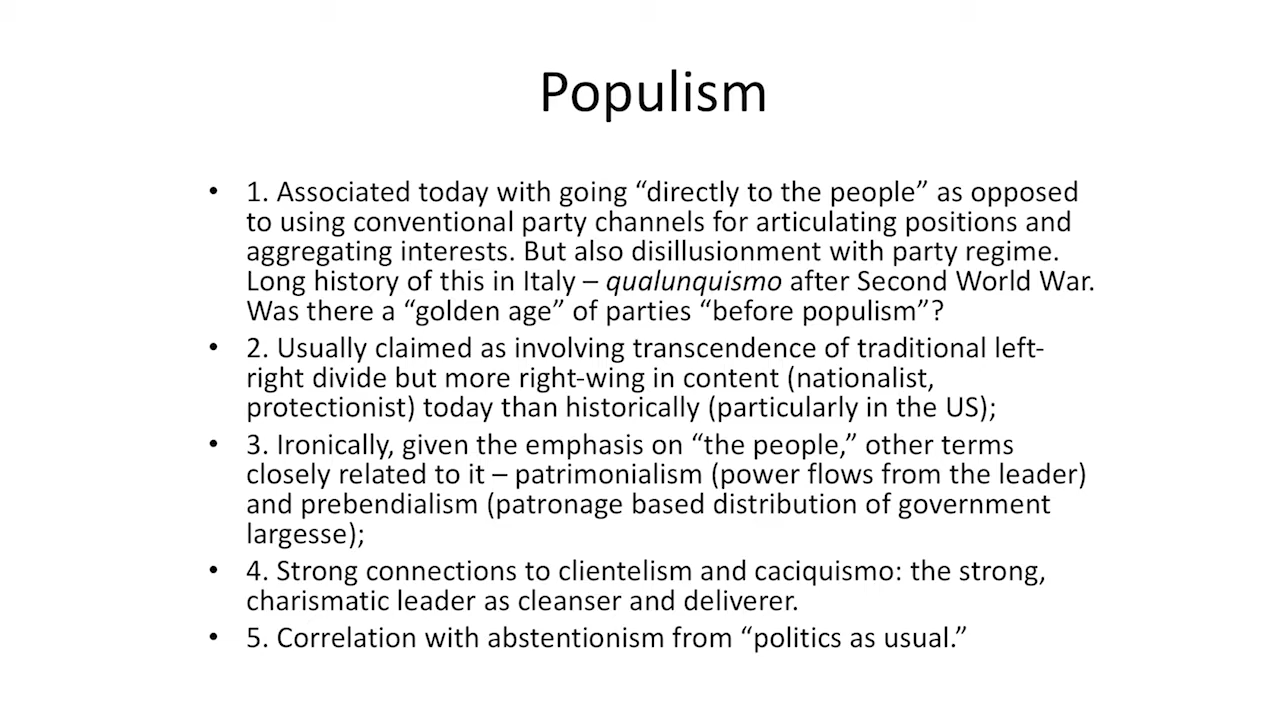 Populism
• 1. Associated today with going “directly to the people” as opposed
to using conventional party channels for articulating positions and
aggregating interests. But also disillusionment with party regime.
Long history of this in Italy – qualunquismo after Second World War.
Was there a “golden age” of parties “before populism”?
• 2. Usually claimed as involving transcendence of traditional left-
right divide but more right-wing in content (nationalist,
protectionist) today than historically (particularly in the US);
• 3. Ironically, given the emphasis on “the people,” other terms
closely related to it – patrimonialism (power flows from the leader)
and prebendialism (patronage based distribution of government
largesse);
• 4. Strong connections to clientelism and caciquismo: the strong,
charismatic leader as cleanser and deliverer.
• 5. Correlation with abstentionism from “politics as usual.”